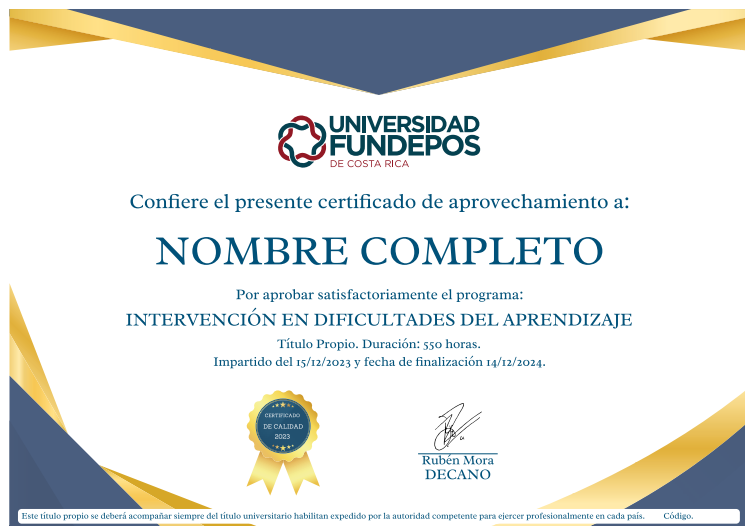 UNIVERSIDAD
FUNDEPOS
DE COSTA RICA
Confiere el presente certificado de aprovechamiento a:
NOMBRE COMPLETO
Por aprobar satisfactoriamente el programa:
INTERVENCIÓN EN DIFICULTADES DEL APRENDIZAJE
Título Propio. Duración: 550 horas.
Impartido del 15/12/2023 y fecha de finalización 14/12/2024.
CERTIFICADO
DE CALIDAD
2023
Rubén Mora
DECANO
Este título propio se deberá acompañar siempre del título universitario habilitan expedido por la autoridad competente para ejercer profesionalmente en cada país. Código.